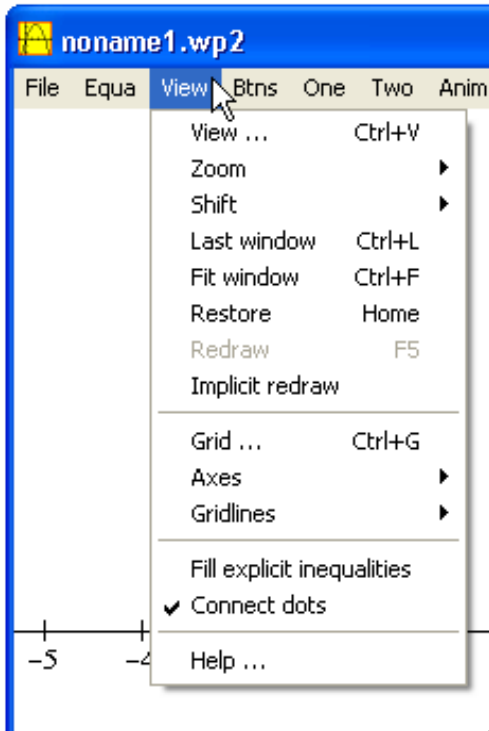 noname1.wp2
File Equa View Btns One Two Anim
View ... Ctrl+V
Zoom
Shift
Last window Ctrl+L
Fit window Ctrl+F
Restore Home
Redraw F5
Implicit redraw
Grid ... Ctrl+G
Axes
Gridlines
Fill explicit inequalities
Connect dots
Help ...
−5 −4